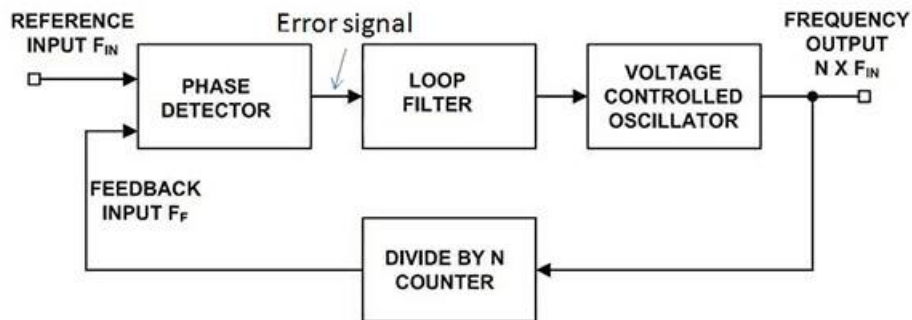 REFERENCE
INPUT FIN
Error signal
FREQUENCY
OUTPUT
N X FIN
PHASE
DETECTOR
LOOP
FILTER
VOLTAGE
CONTROLLED
OSCILLATOR
FEEDBACK
INPUT FF
DIVIDE BY N
COUNTER